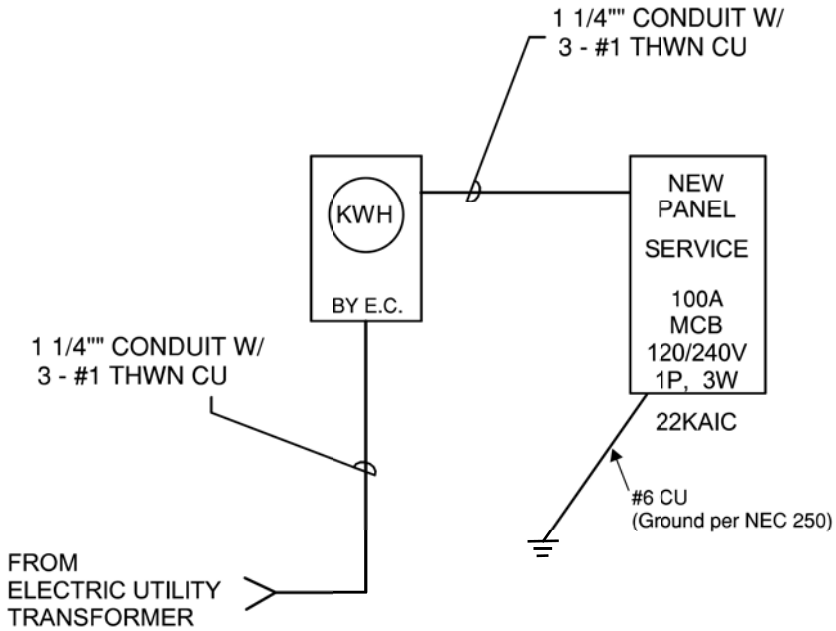 1 1/4"" CONDUIT W/
3 - #1 THWN CU
KWH
BY E.C.
NEW
PANEL
SERVICE
100A
MCB
120/240V
1P, 3W
22KAIC
1 1/4"" CONDUIT W/
3 - #1 THWN CU
#6 CU
(Ground per NEC 250)
FROM
ELECTRIC UTILITY
TRANSFORMER